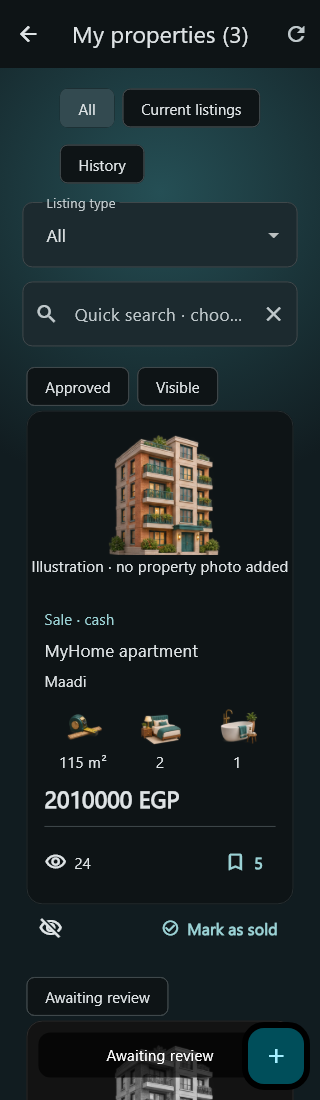 My properties (3)
All
Current listings
History
Listing type
All
Quick search · choo...
Approved
Visible
Illustration · no property photo added
Sale · cash
MyHome apartment
Maadi
115 m²
2
1
2010000 EGP
24
5
Mark as sold
Awaiting review
Awaiting review
+